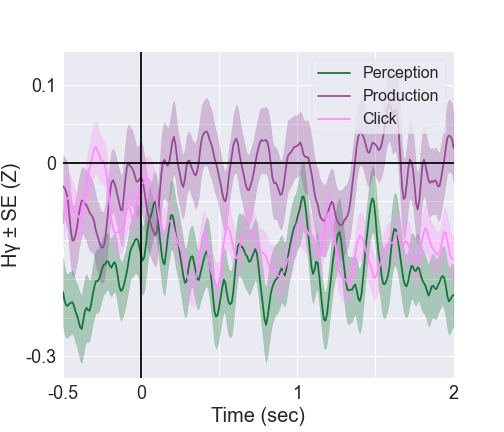 Perception
Production
Click
0.1
0
-0.3
Hγ ± SE (Z)
-0.5
0
1
2
Time (sec)